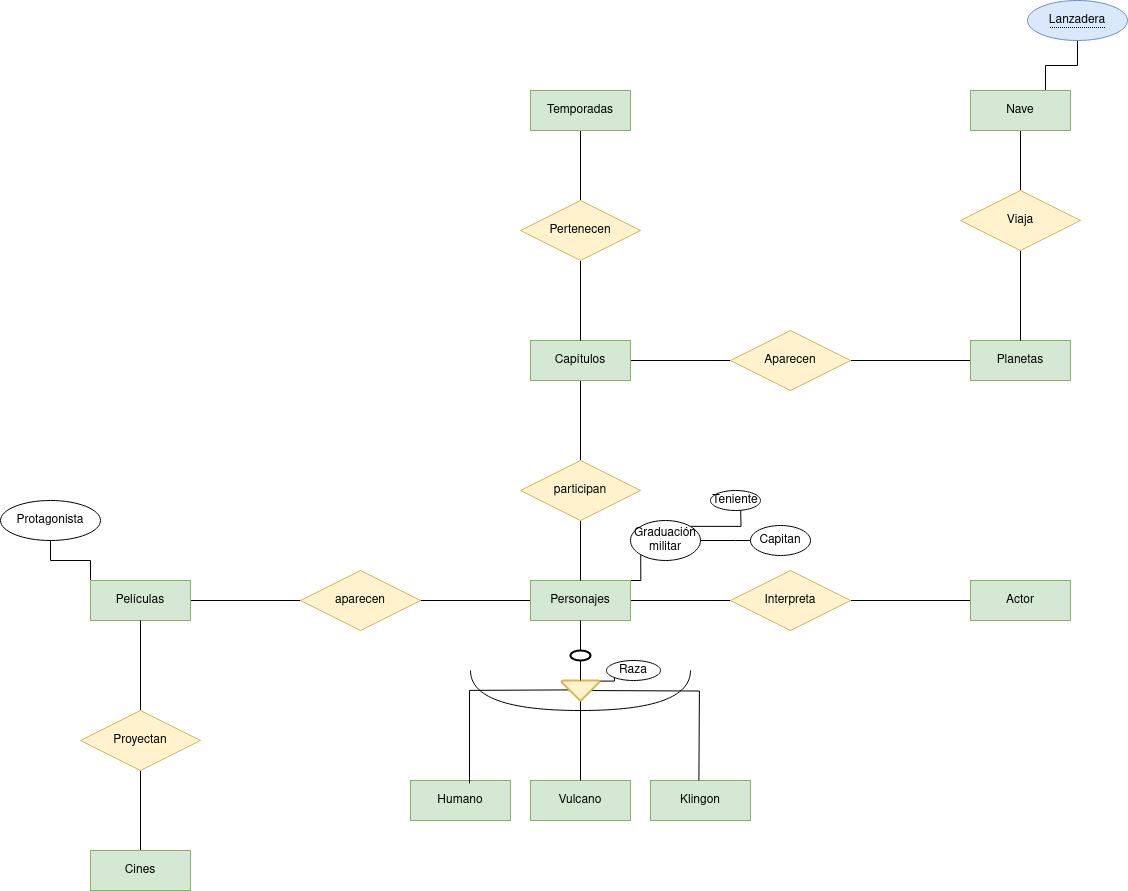 Lanzadera
Temporadas
Nave
Pertenecen
Viaja
Capítulos
Aparecen
Planetas
participan
Teniente
Protagonista
Graduación
militar
Capitan
Películas
aparecen
Personajes
Interpreta
Actor
Raza
Proyectan
Humano
Vulcano
Klingon
Cines